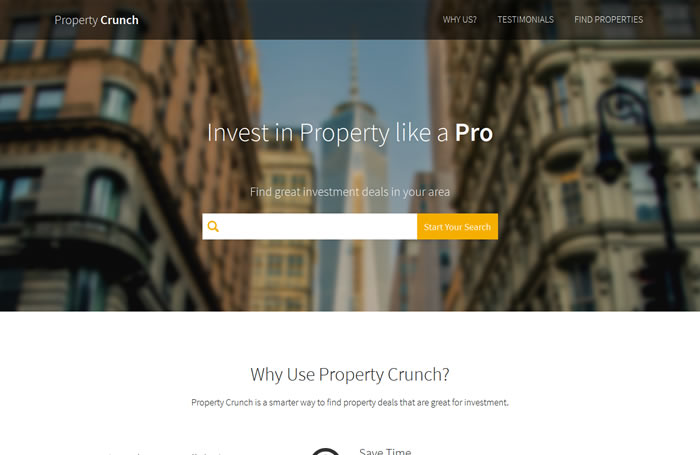 Property Crunch
WHY US? TESTIMONIALS FIND PROPERTIES
Invest in Property like a Pro
Find great investment deals in your area
Start Your Search
Why Use Property Crunch?
Property Crunch is a smarter way to find property deals that are great for investment.
Save Time